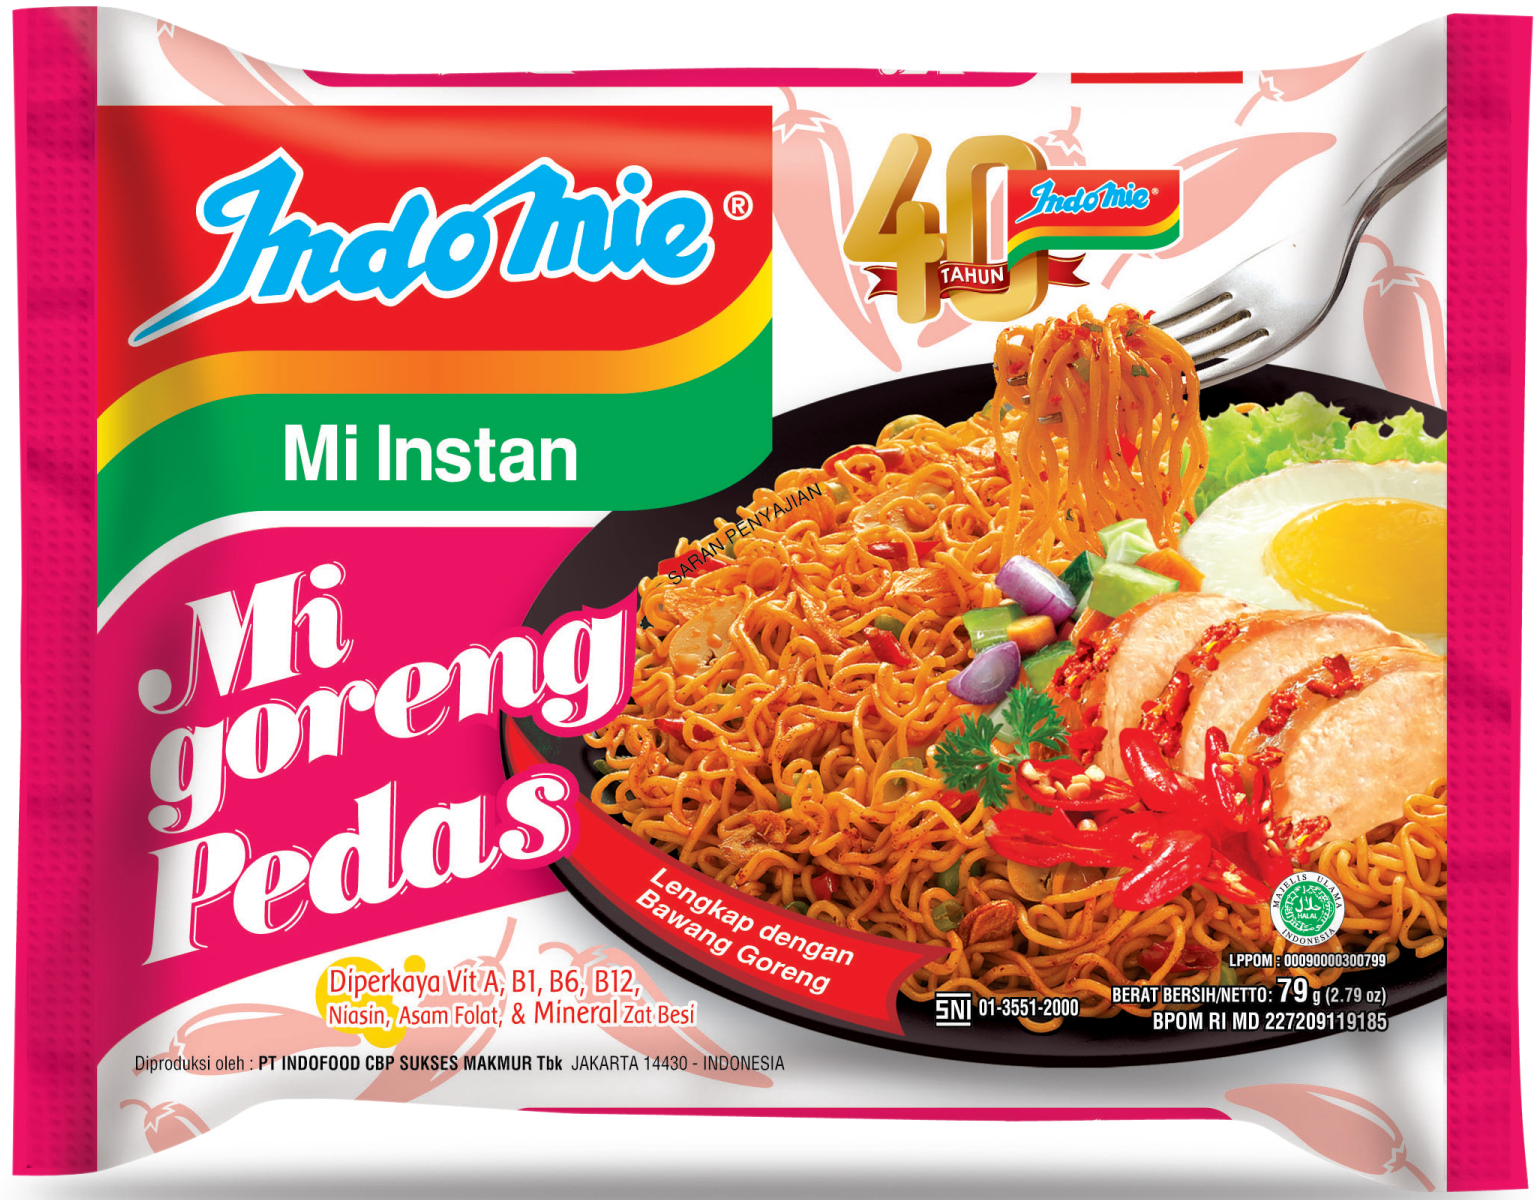 Indomie®
40
TAHUN
Indomie®
Mi Instan
SARAN PENYAJIAN
Mi
goreng
Pedas
Lengkap dengan
Bawang Goreng
Diperkaya Vit A, B1, B6, B12,
Niasin, Asam Folat, & Mineral Zat Besi
Diproduksi oleh : PT INDOFOOD CBP SUKSES MAKMUR Tbk JAKARTA 14430 - INDONESIA
MAJELIS ULAMA
حلال
HALAL
INDONESIA
LPPOM : 00090000300799
SNI 01-3551-2000
BERAT BERSIH/NETTO: 79 g (2.79 oz)
BPOM RI MD 227209119185